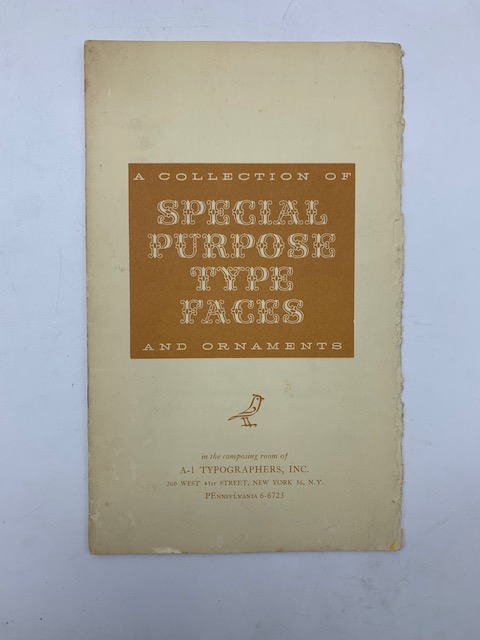 A COLLECTION OF
SPECIAL
PURPOSE
TYPE
FACES
AND ORNAMENTS
in the composing room of
A-1 TYPOGRAPHERS, INC.
260 WEST 41ST STREET, NEW YORK 36, N.Y.
PENNSYLVANIA 6-6723